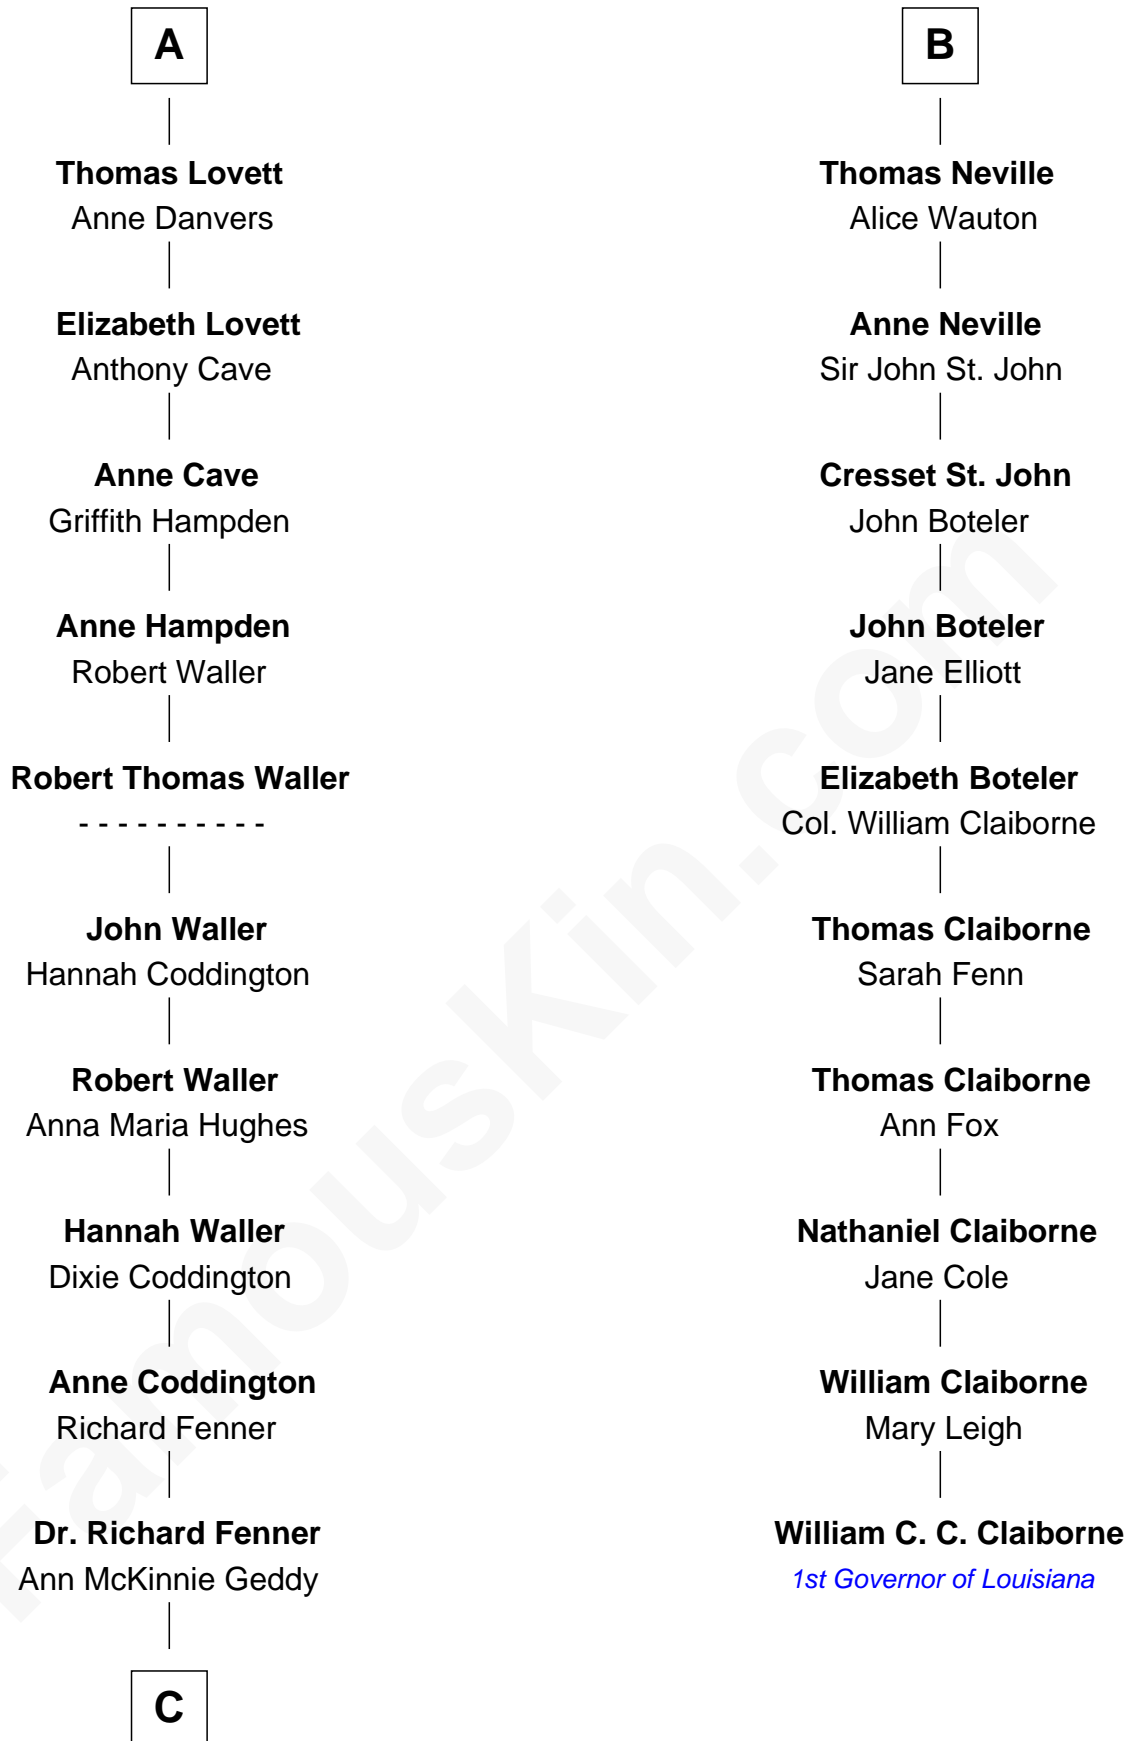 A
Thomas Lovett
Anne Danvers
Elizabeth Lovett
Anthony Cave
Anne Cave
Griffith Hampden
Anne Hampden
Robert Waller
Robert Thomas Waller
- - - - - - - - - -
John Waller
Hannah Coddington
Robert Waller
Anna Maria Hughes
Hannah Waller
Dixie Coddington
Anne Coddington
Richard Fenner
Dr. Richard Fenner
Ann McKinnie Geddy
C
B
Thomas Neville
Alice Wauton
Anne Neville
Sir John St. John
Cresset St. John
John Boteler
John Boteler
Jane Elliott
Elizabeth Boteler
Col. William Claiborne
Thomas Claiborne
Sarah Fenn
Thomas Claiborne
Ann Fox
Nathaniel Claiborne
Jane Cole
William Claiborne
Mary Leigh
William C. C. Claiborne
1st Governor of Louisiana
FamousKin.com